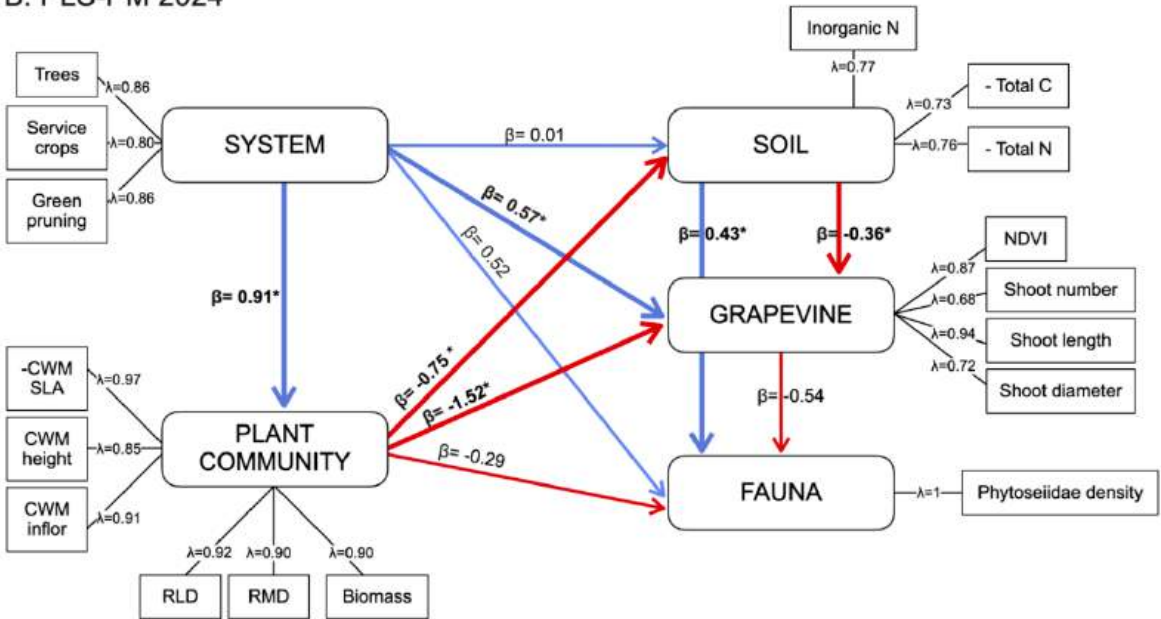 B. PLS-PM 2024
Inorganic N
λ=0.77
Trees
λ=0.86
Service
crops
λ=0.80
Green
pruning
λ=0.86
SYSTEM
β= 0.01
SOIL
λ=0.73
- Total C
λ=0.76
- Total N
β= 0.57*
β= 0.52
β= 0.43*
β= -0.36*
β= 0.91*
GRAPEVINE
λ=0.87
NDVI
λ=0.68
Shoot number
λ=0.94
Shoot length
λ=0.72
Shoot diameter
β= -0.75 *
β= -1.52*
β= -0.54
β= -0.29
-CWM
SLA
λ=0.97
CWM
height
λ=0.85
CWM
inflor
λ=0.91
PLANT
COMMUNITY
FAUNA
λ=1
Phytoseiidae density
λ=0.92
λ=0.90
λ=0.90
RLD
RMD
Biomass